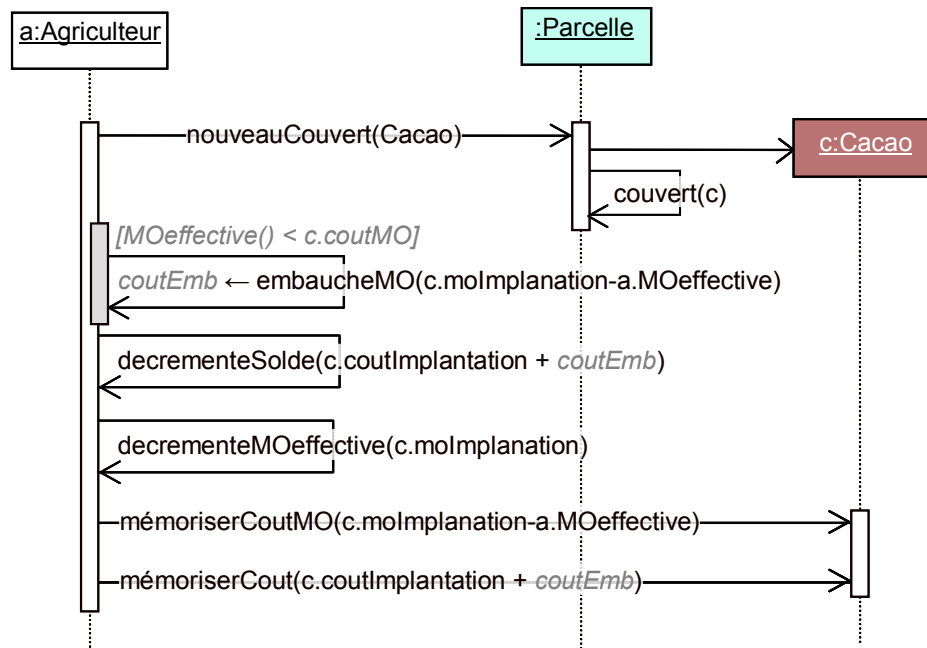 a:Agriculteur
:Parcelle
nouveauCouvert(Cacao)
c:Cacao
couvert(c)
[MOeffective() < c.coutMO]
coutEmb ← embaucheMO(c.moImplanation-a.MOeffective)
decrementeSolde(c.coutImplantation + coutEmb)
decrementeMOeffective(c.moImplanation)
mémoriserCoutMO(c.moImplanation-a.MOeffective)
mémoriserCout(c.coutImplantation + coutEmb)